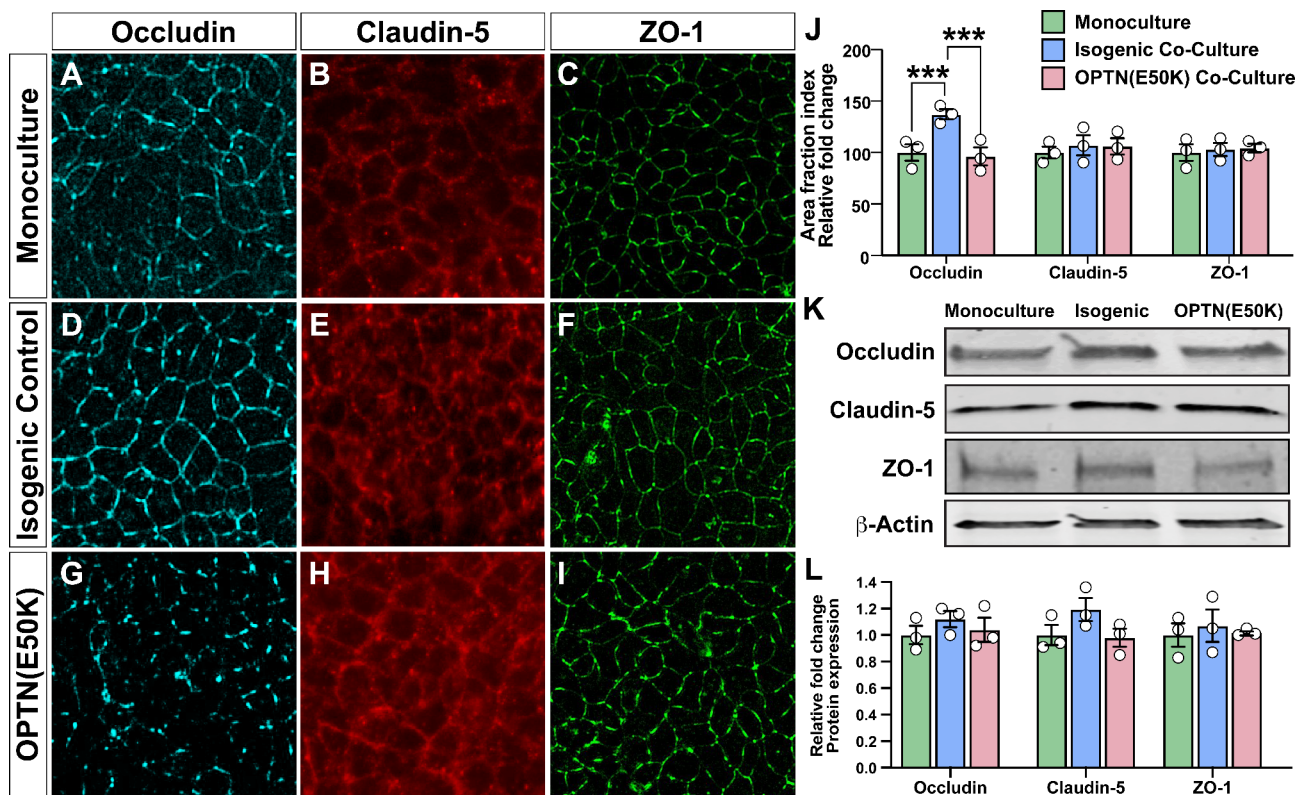 Occludin
Claudin-5
ZO-1
Monoculture
A
B
C
Isogenic Control
D
E
F
OPTN(E50K)
G
H
I
J
Monoculture
Isogenic Co-Culture
OPTN(E50K) Co-Culture
Area fraction index
Relative fold change
200
150
100
50
0
***
***
Occludin
Claudin-5
ZO-1
K
Monoculture Isogenic OPTN(E50K)
Occludin
Claudin-5
ZO-1
β-Actin
L
Relative fold change
Protein expression
1.4
1.2
1.0
0.8
0.6
0.4
0.2
0.0
Occludin
Claudin-5
ZO-1